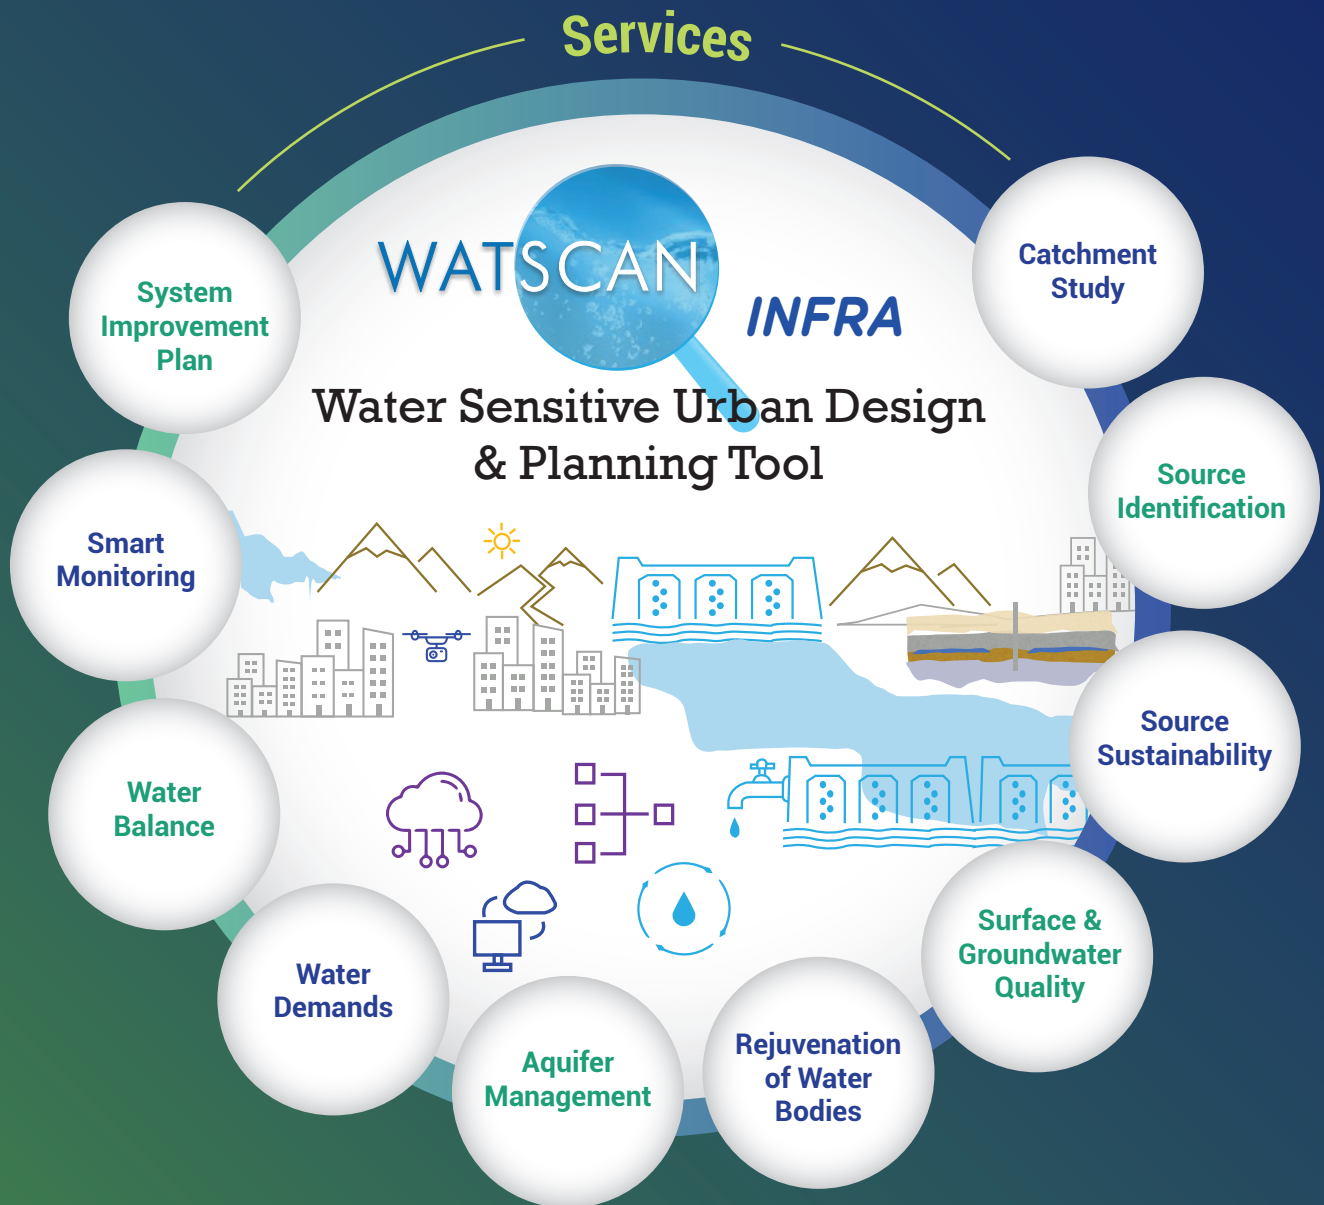 Services
WATSCAN
INFRA
Water Sensitive Urban Design
& Planning Tool
Catchment
Study
Source
Identification
Source
Sustainability
Surface &
Groundwater
Quality
Rejuvenation
of Water
Bodies
Aquifer
Management
Water
Demands
Water
Balance
Smart
Monitoring
System
Improvement
Plan